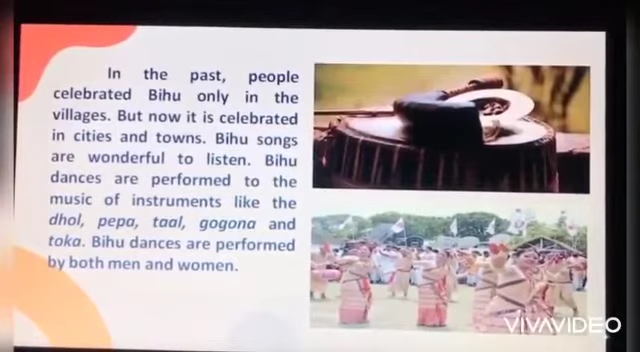 In the past, people
celebrated Bihu only in the
villages. But now it is celebrated
in cities and towns. Bihu songs
are wonderful to listen. Bihu
dances are performed to the
music of instruments like the
dhol, pepa, taal, gogona and
toka. Bihu dances are performed
by both men and women.
VIVAVIDEO